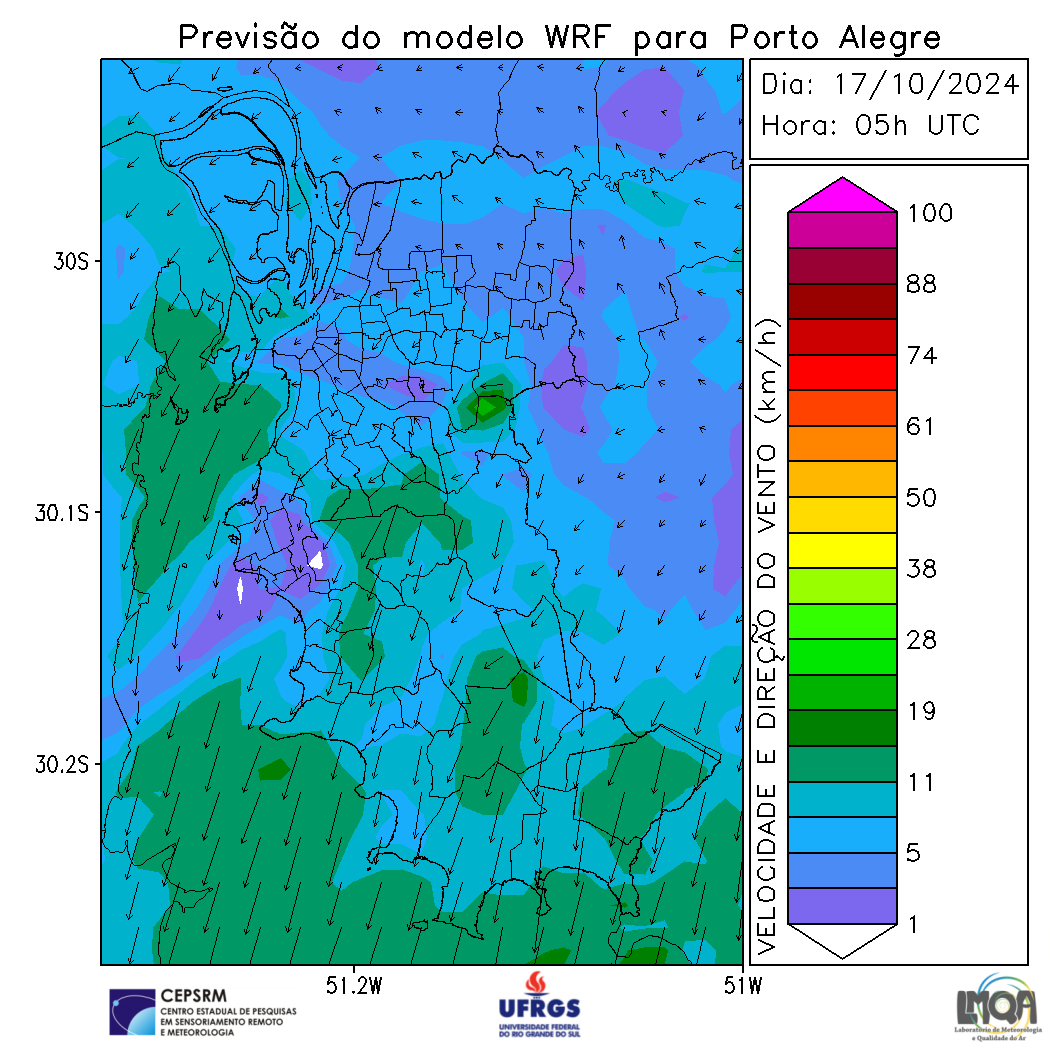 Previsão do modelo WRF para Porto Alegre
Dia: 17/10/2024
Hora: 05h UTC
30S
30.1S
30.2S
51.2W
51W
VELOCIDADE E DIREÇÃO DO VENTO (km/h)
100
88
74
61
50
38
28
19
11
5
1
CEPSRM
CENTRO ESTADUAL DE PESQUISAS
EM SENSORIAMENTO REMOTO
E METEOROLOGIA
UFRGS
UNIVERSIDADE FEDERAL
DO RIO GRANDE DO SUL
LMQA
Laboratório de Meteorologia
e Qualidade do Ar